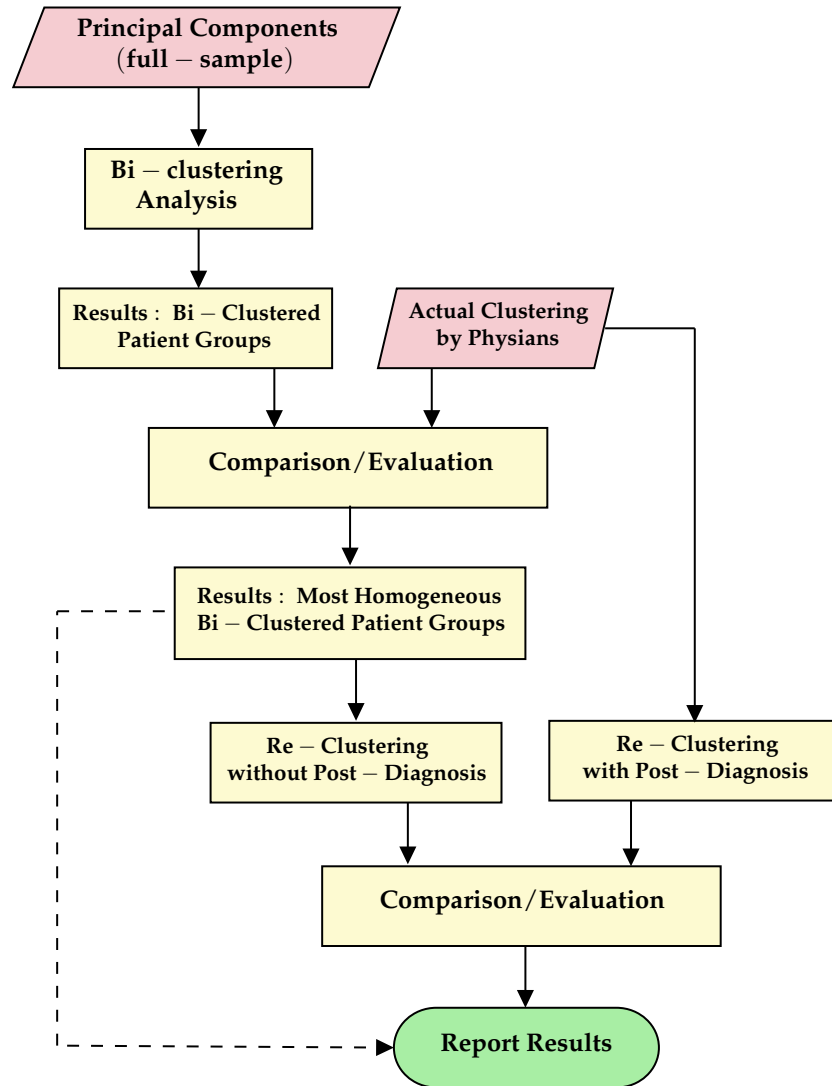 Principal Components
(full − sample)
Bi − clustering
Analysis
Results : Bi − Clustered
Patient Groups
Actual Clustering
by Physians
Comparison/Evaluation
Results : Most Homogeneous
Bi − Clustered Patient Groups
Re − Clustering
without Post − Diagnosis
Re − Clustering
with Post − Diagnosis
Comparison/Evaluation
Report Results